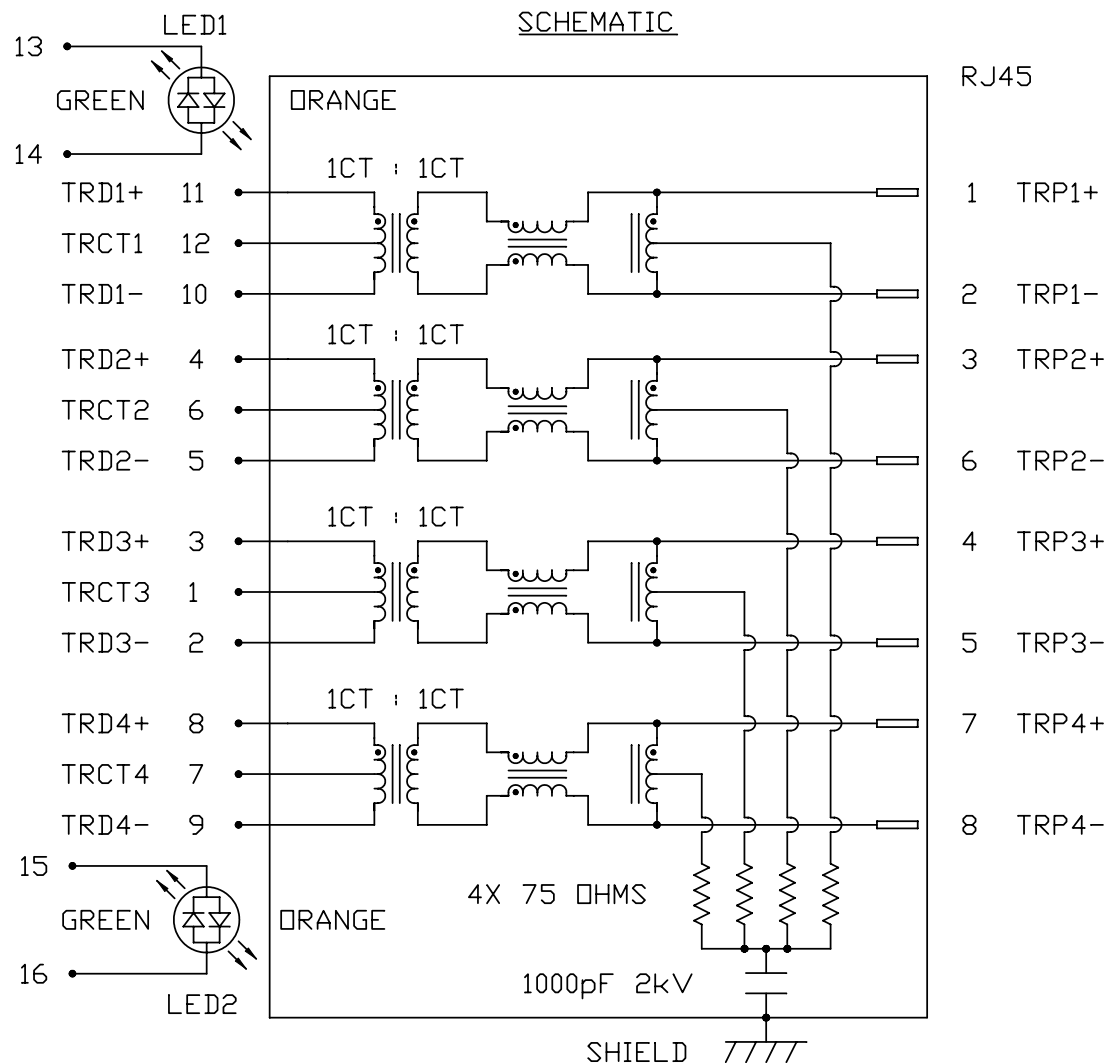 SCHEMATIC
LED1
13
RJ45
GREEN
ORANGE
14
1CT : 1CT
TRD1+ 11
1 TRP1+
TRCT1 12
TRD1- 10
2 TRP1-
1CT : 1CT
TRD2+ 4
3 TRP2+
TRCT2 6
TRD2- 5
6 TRP2-
1CT : 1CT
TRD3+ 3
4 TRP3+
TRCT3 1
TRD3- 2
5 TRP3-
1CT : 1CT
TRD4+ 8
7 TRP4+
TRCT4 7
TRD4- 9
8 TRP4-
15
4X 75 OHMS
GREEN
ORANGE
16
1000pF 2kV
LED2
SHIELD